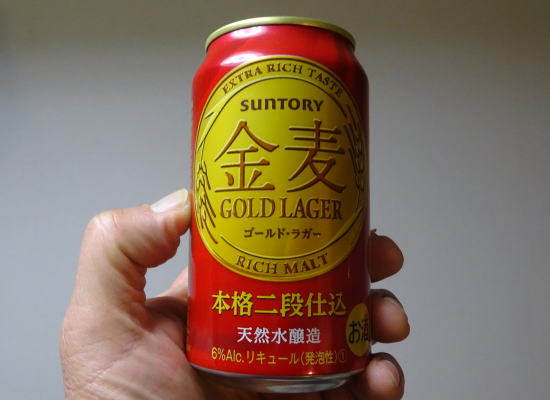 EXTRA RICH TASTE
SUNTORY
金麦
GOLD LAGER
ゴールド・ラガー
RICH MALT
本格二段仕込
天然水醸造
お酒
6%Alc. リキュール(発泡性)①